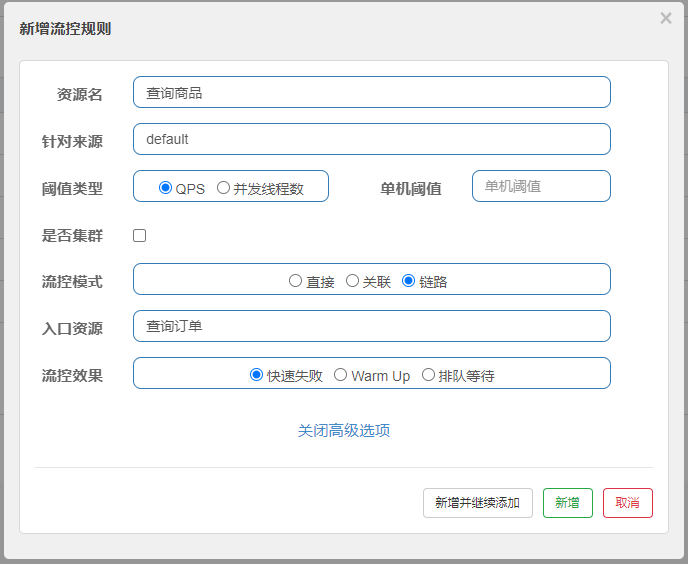 新增流控规则
×
资源名 查询商品
针对来源 default
阈值类型 QPS 并发线程数 单机阈值 单机阈值
是否集群
流控模式 直接 关联 链路
入口资源 查询订单
流控效果 快速失败 Warm Up 排队等待
关闭高级选项
新增并继续添加 新增 取消